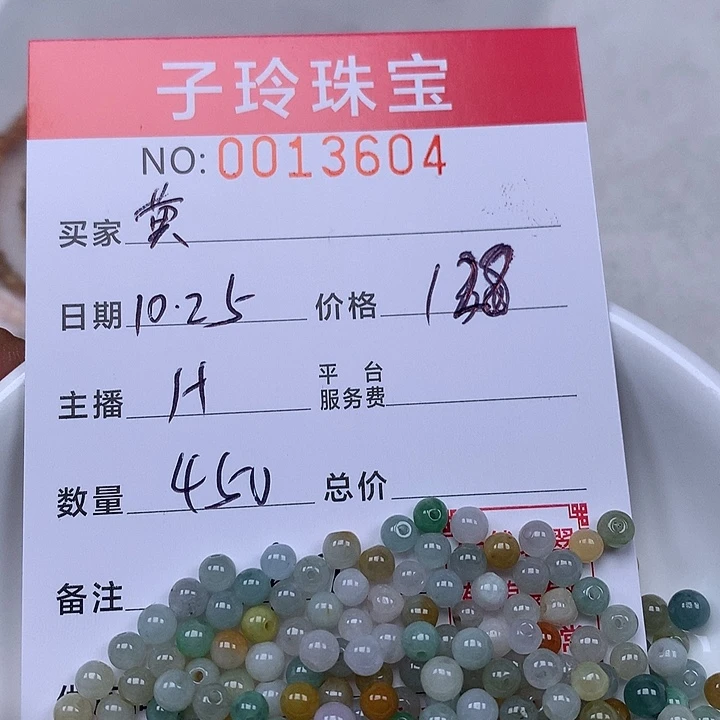 子玲珠宝
NO: 0013604
买家 黄
日期 10.25 价格
主播 H 平台服务费
数量 450 总价
备注